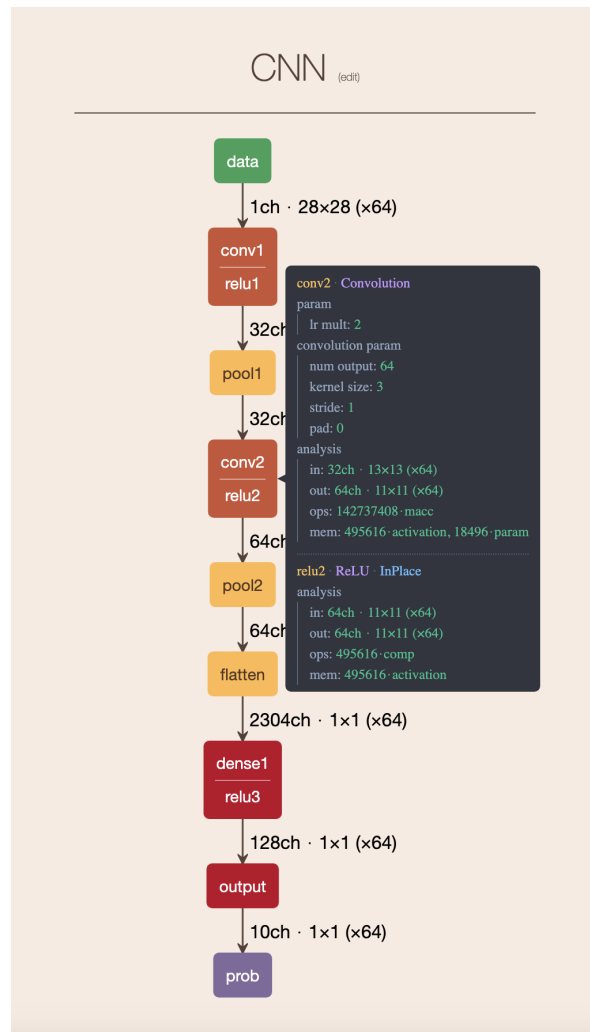 CNN (edit)
data
1ch · 28×28 (×64)
conv1
relu1
32ch
pool1
32ch
conv2
relu2
64ch
pool2
64ch
flatten
2304ch · 1×1 (×64)
dense1
relu3
128ch · 1×1 (×64)
output
10ch · 1×1 (×64)
prob
conv2 · Convolution
param
lr mult: 2
convolution param
num output: 64
kernel size: 3
stride: 1
pad: 0
analysis
in: 32ch · 13×13 (×64)
out: 64ch · 11×11 (×64)
ops: 142737408·macc
mem: 495616·activation, 18496·param
relu2 · ReLU · InPlace
analysis
in: 64ch · 11×11 (×64)
out: 64ch · 11×11 (×64)
ops: 495616·comp
mem: 495616·activation